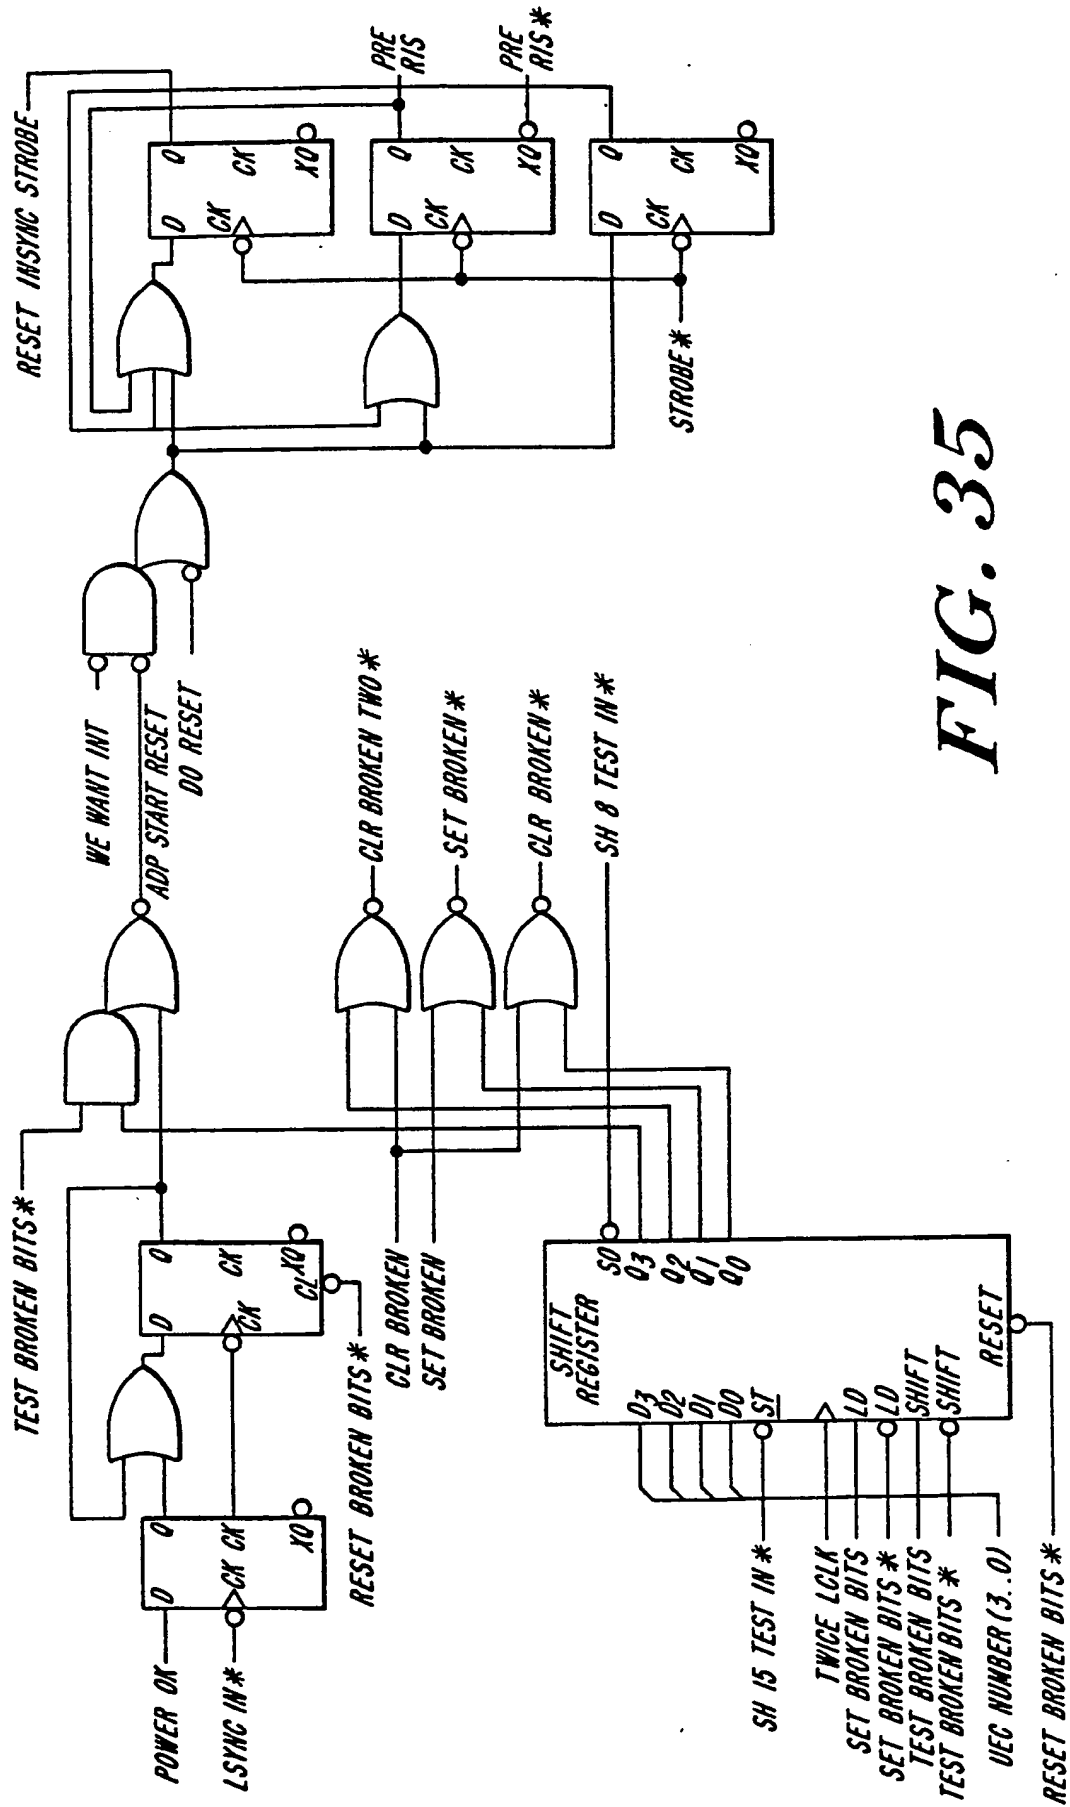 RESET INSYNC STROBE
D Q
CK CK
XQ
PRE
RIS
D Q
CK CK
XQ
PRE
RIS*
D Q
CK CK
XQ
STROBE*
WE WANT INT
ADP START RESET
DO RESET
TEST BROKEN BITS*
POWER OK
LSYNC IN*
D Q
CK CK
XQ
D Q
CK CK
CL XQ
RESET BROKEN BITS*
CLR BROKEN
SET BROKEN
CLR BROKEN TWO*
SET BROKEN*
CLR BROKEN*
SH 8 TEST IN*
SHIFT
REGISTER
SO
Q3
Q2
Q1
Q0
D3
D2
D1
D0
ST
LD
LD
SHIFT
SHIFT
RESET
SH 15 TEST IN*
TWICE LCLK
SET BROKEN BITS
SET BROKEN BITS*
TEST BROKEN BITS
TEST BROKEN BITS*
UEC NUMBER(3..0)
RESET BROKEN BITS*
FIG. 35